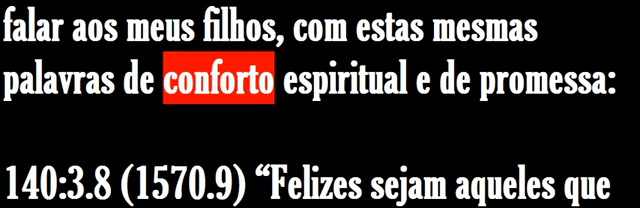 falar aos meus filhos, com estas mesmas
palavras de conforto espiritual e de promessa:
140:3.8 (1570.9) “Felizes sejam aqueles que